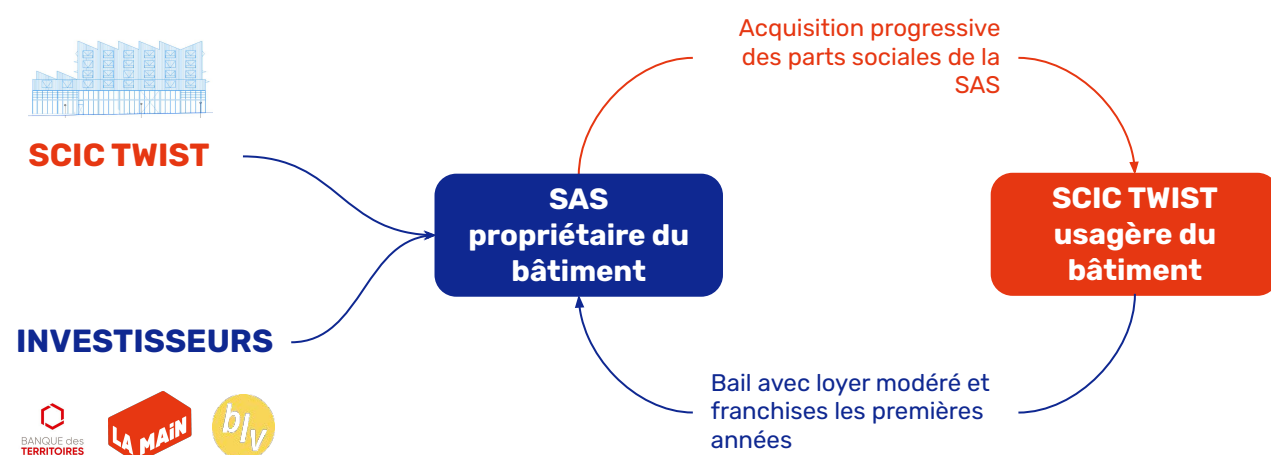 SCIC TWIST
INVESTISSEURS
BANQUE des
TERRITOIRES
LA MAIN
blv
SAS
propriétaire du
bâtiment
Acquisition progressive
des parts sociales de la
SAS
Bail avec loyer modéré et
franchises les premières
années
SCIC TWIST
usagère du
bâtiment